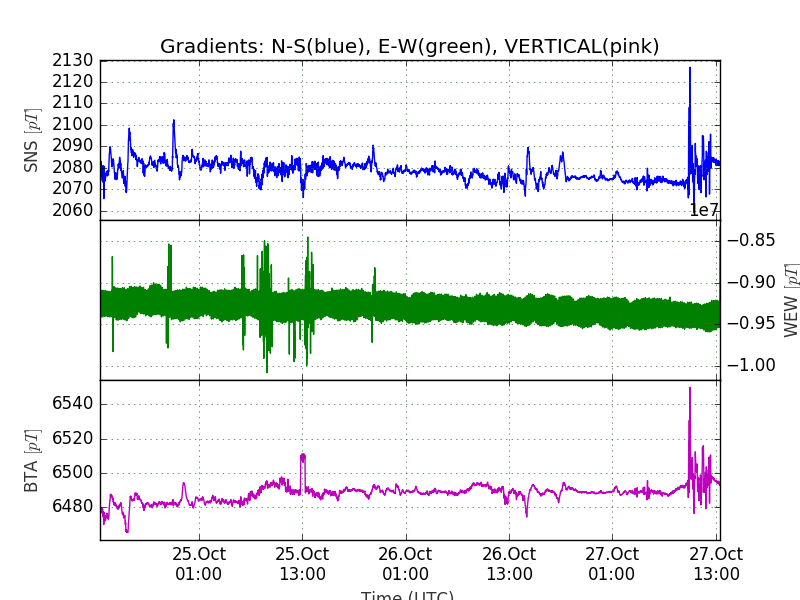 Gradients: N-S(blue), E-W(green), VERTICAL(pink)
2130
2120
2110
2100
2090
2080
2070
2060
SNS [pT]
1e7
−0.85
−0.90
−0.95
−1.00
WEW [pT]
6540
6520
6500
6480
BTA [pT]
25.Oct 25.Oct 26.Oct 26.Oct 27.Oct 27.Oct
01:00 13:00 01:00 13:00 01:00 13:00
Time (UTC)